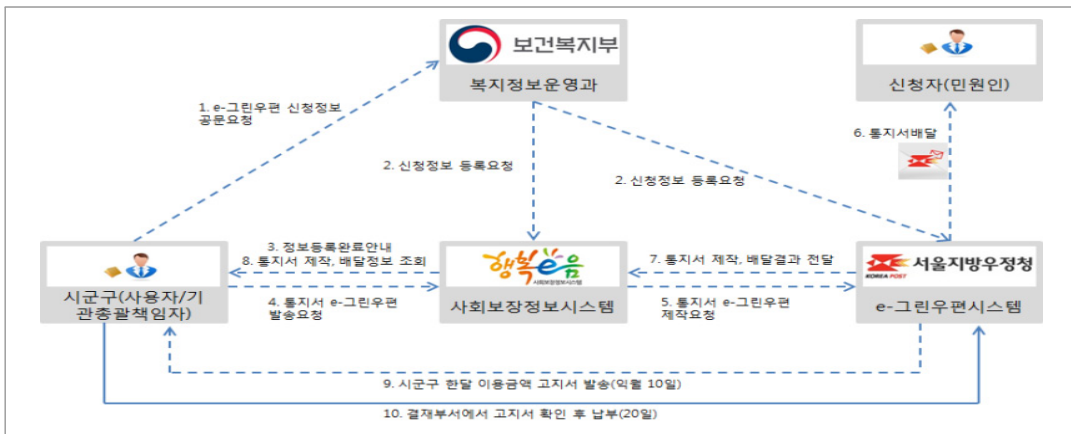 보건복지부
복지정보운영과
신청자(민원인)
1. e-그린우편 신청정보
공문요청
6. 통지서배달
2. 신청정보 등록요청
2. 신청정보 등록요청
3. 정보등록완료안내
8. 통지서 제작, 배달정보 조회
행복e음
사회보장정보시스템
7. 통지서 제작, 배달결과 전달
KOREA POST
서울지방우정청
시군구(사용자/기
관총괄책임자)
4. 통지서 e-그린우편
발송요청
사회보장정보시스템
5. 통지서 e-그린우편
제작요청
e-그린우편시스템
9. 시군구 한달 이용금액 고지서 발송(익월 10일)
10. 결재부서에서 고지서 확인 후 납부(20일)